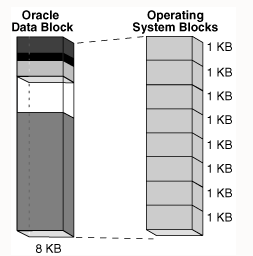 Oracle
Data Block
Operating
System Blocks
1 KB
1 KB
1 KB
1 KB
1 KB
1 KB
1 KB
1 KB
8 KB